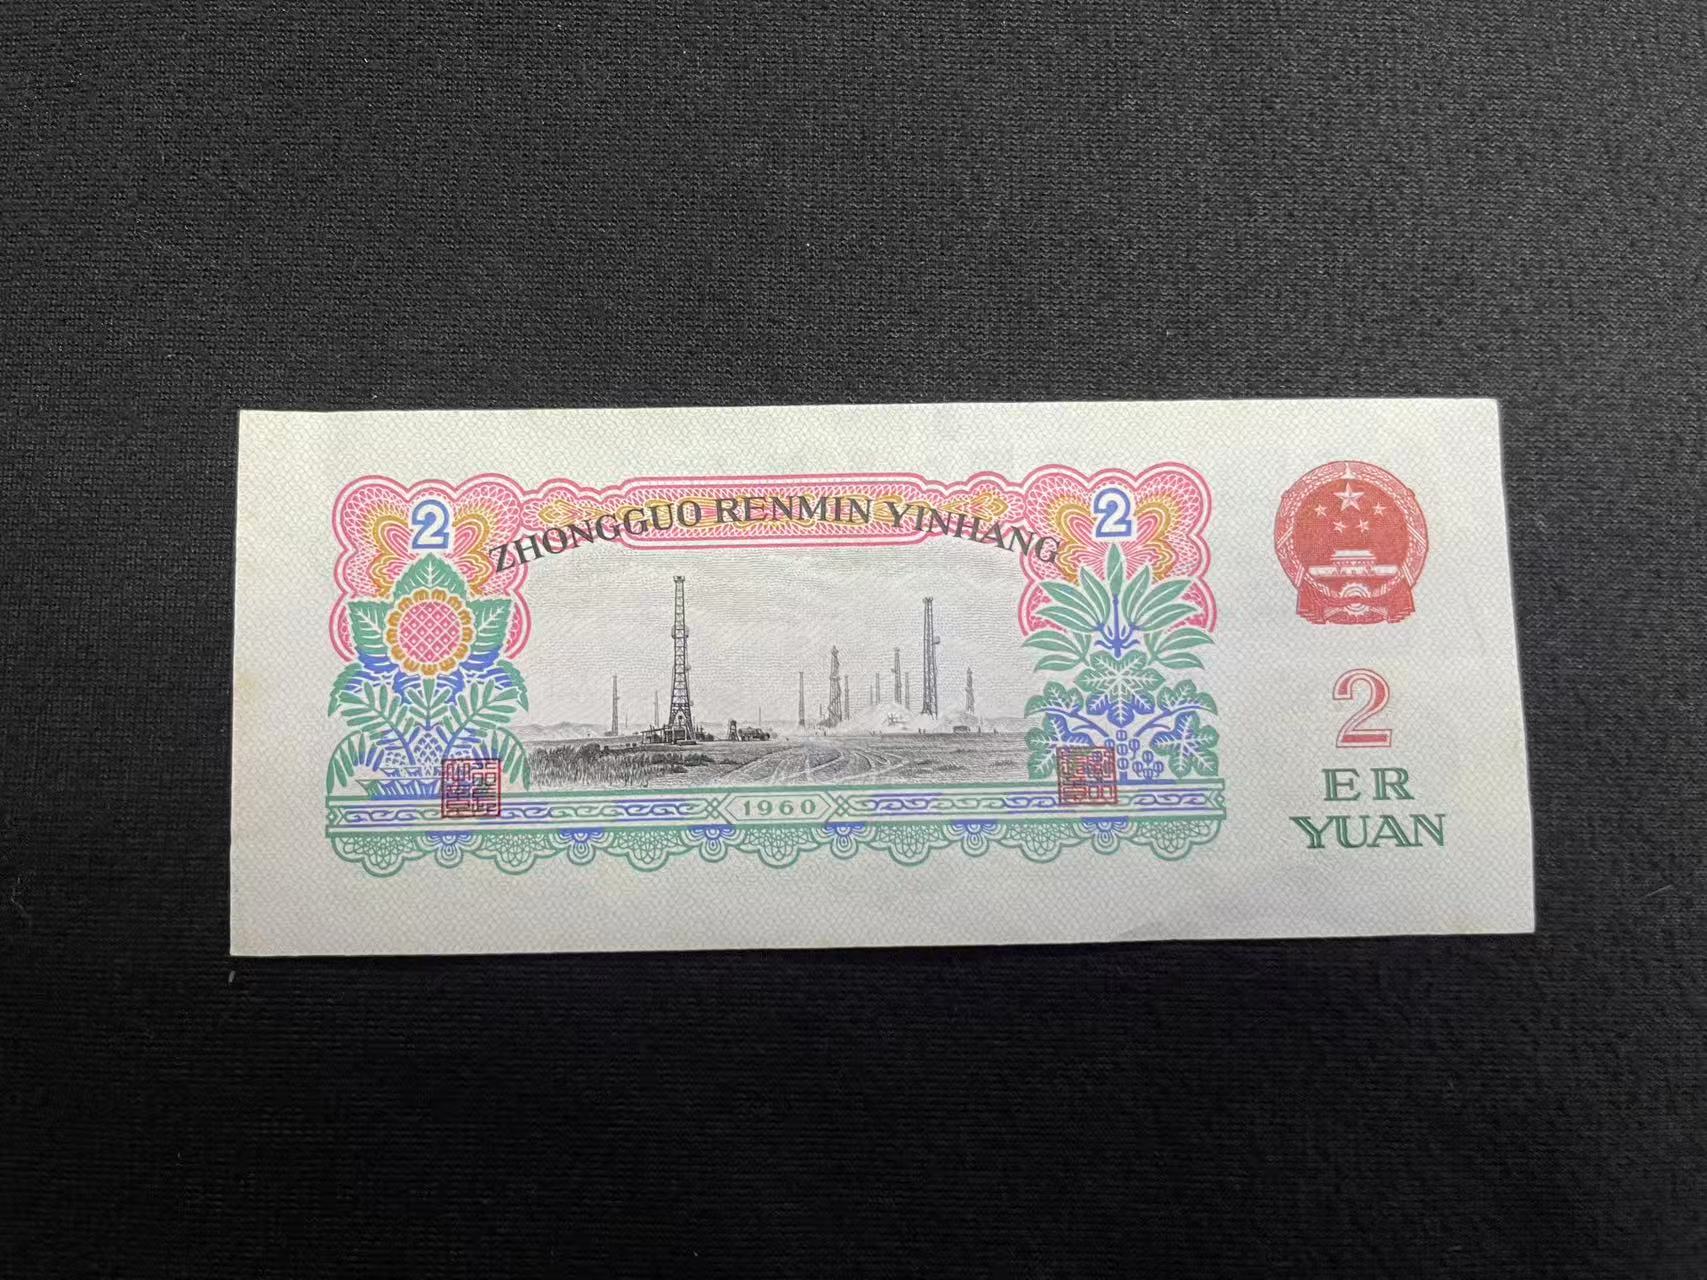 2
2
ZHONGGUO RENMIN YINHANG
1960
2
ER
YUAN